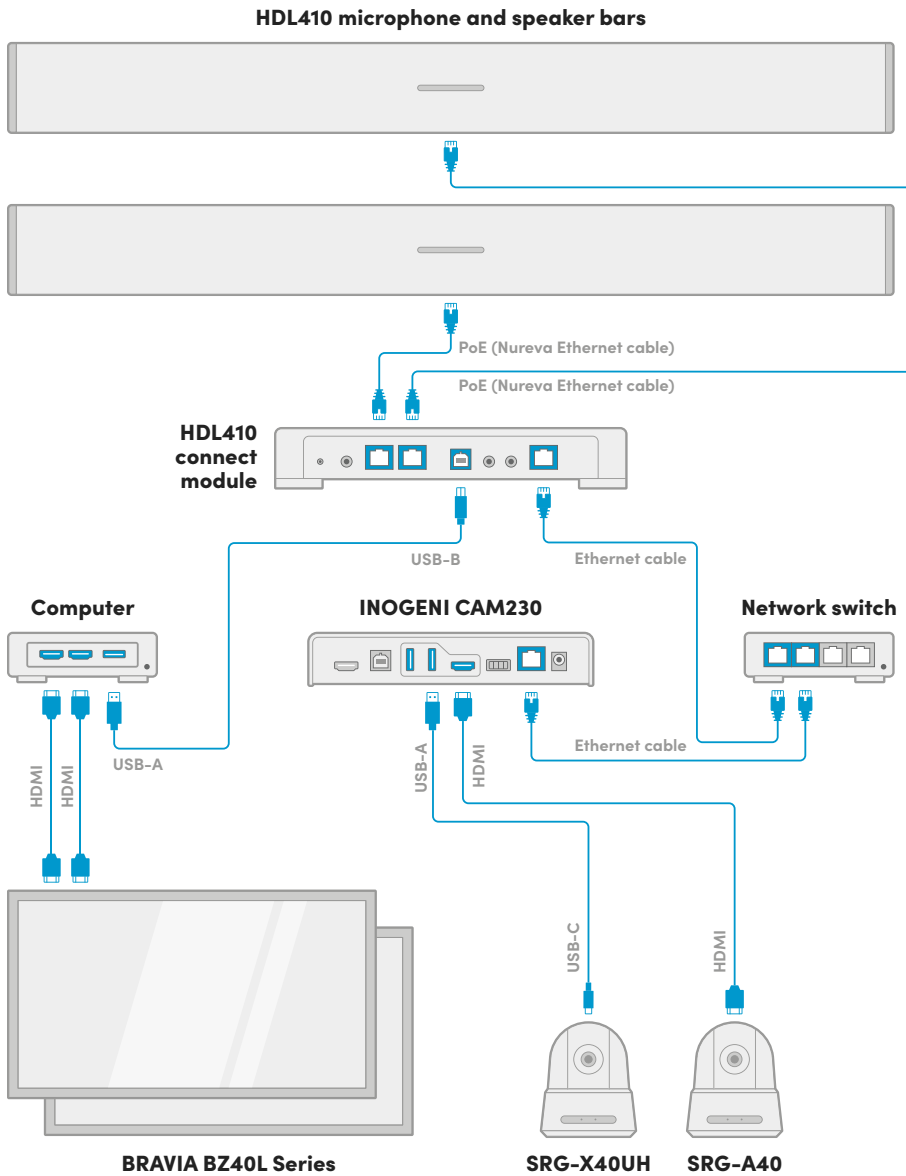 HDL410 microphone and speaker bars
PoE (Nureva Ethernet cable)
PoE (Nureva Ethernet cable)
HDL410
connect
module
USB-B
Ethernet cable
Computer
INOGENI CAM230
Network switch
USB-A
HDMI
HDMI
USB-A
HDMI
Ethernet cable
USB-C
HDMI
BRAVIA BZ40L Series
SRG-X40UH
SRG-A40